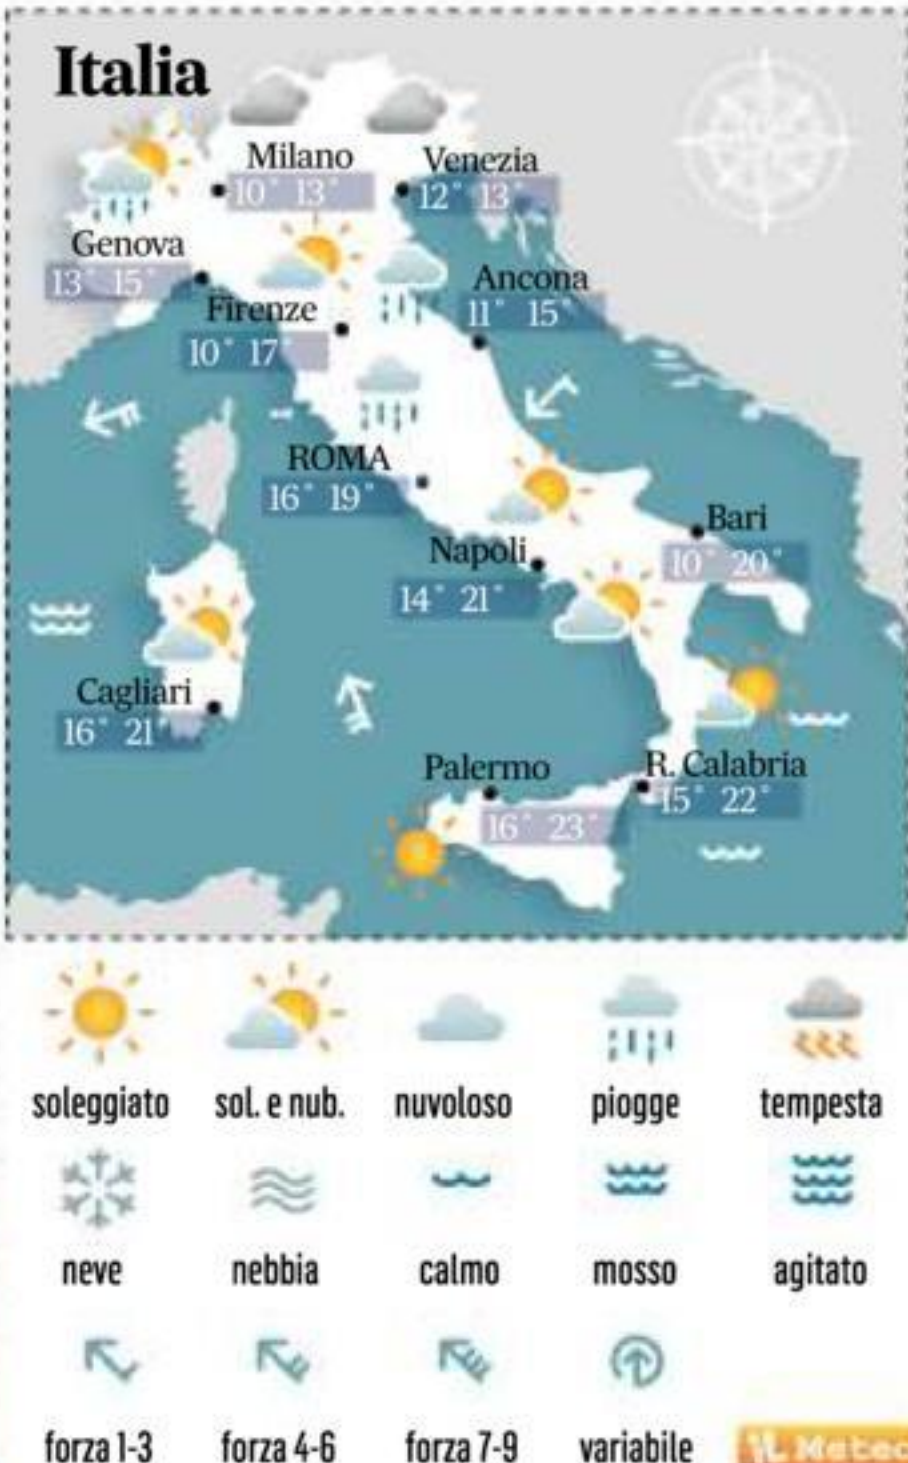 Italia
Milano
10° 13°
Venezia
12° 13°
Genova
13° 15°
Ancona
11° 15°
Firenze
10° 17°
ROMA
16° 19°
Bari
10° 20°
Napoli
14° 21°
Cagliari
16° 21°
Palermo
16° 23°
R. Calabria
15° 22°
soleggiato sol. e nub. nuvoloso piogge tempesta
neve nebbia calmo mosso agitato
forza 1-3 forza 4-6 forza 7-9 variabile